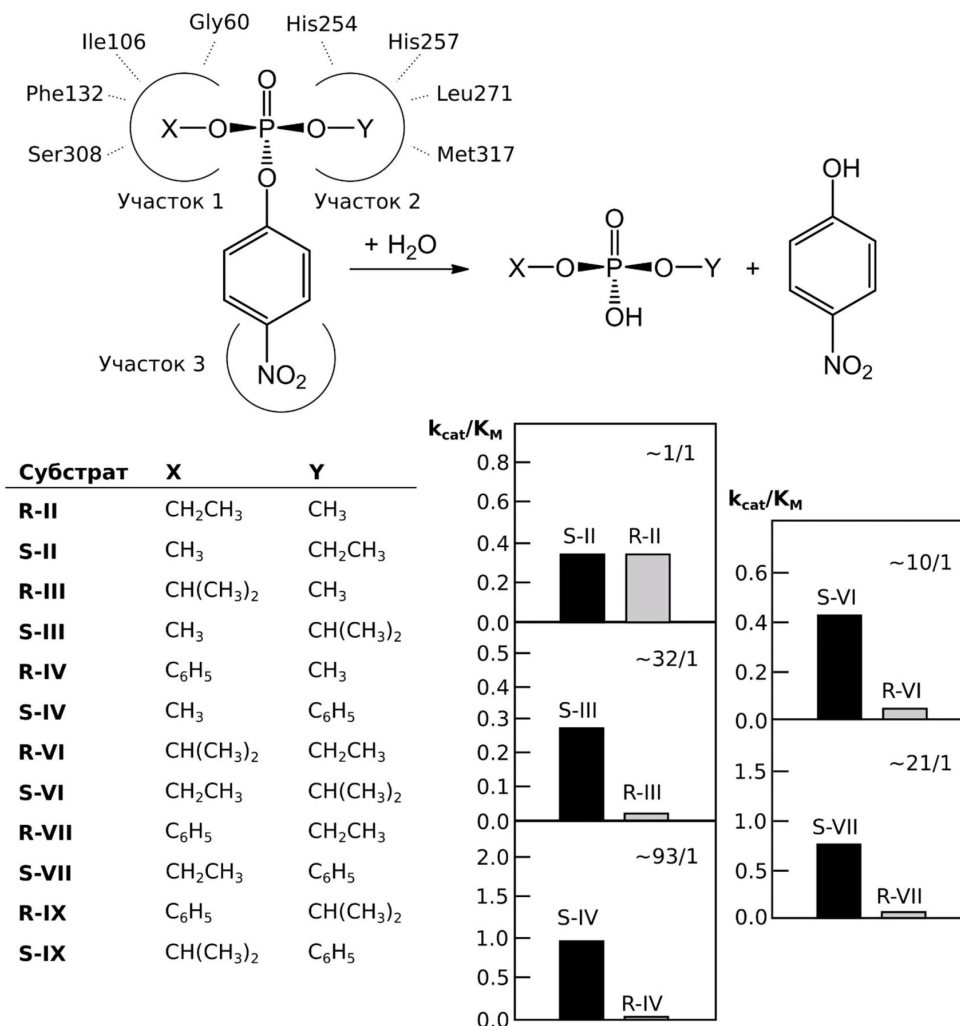 Gly60
His254
Ile106
His257
Phe132
Leu271
Ser308
Met317
O
X—O P O—Y
O
Участок 1
Участок 2
+ H₂O
Участок 3
NO₂
O
X—O P O—Y
OH
+
OH
NO₂
Субстрат X Y
R-II CH₂CH₃ CH₃
S-II CH₃ CH₂CH₃
R-III CH(CH₃)₂ CH₃
S-III CH₃ CH(CH₃)₂
R-IV C₆H₅ CH₃
S-IV CH₃ C₆H₅
R-VI CH(CH₃)₂ CH₂CH₃
S-VI CH₂CH₃ CH(CH₃)₂
R-VII C₆H₅ CH₂CH₃
S-VII CH₂CH₃ C₆H₅
R-IX C₆H₅ CH(CH₃)₂
S-IX CH(CH₃)₂ C₆H₅
k_cat/K_M
~1/1
0.8
0.6
0.4
0.2
0.0
S-II R-II
~32/1
0.5
0.4
0.3
0.2
0.1
0.0
S-III
R-III
~93/1
2.0
1.5
1.0
0.5
0.0
S-IV
R-IV
k_cat/K_M
~10/1
0.6
0.4
0.2
0.0
S-VI
R-VI
~21/1
1.5
1.0
0.5
0.0
S-VII
R-VII